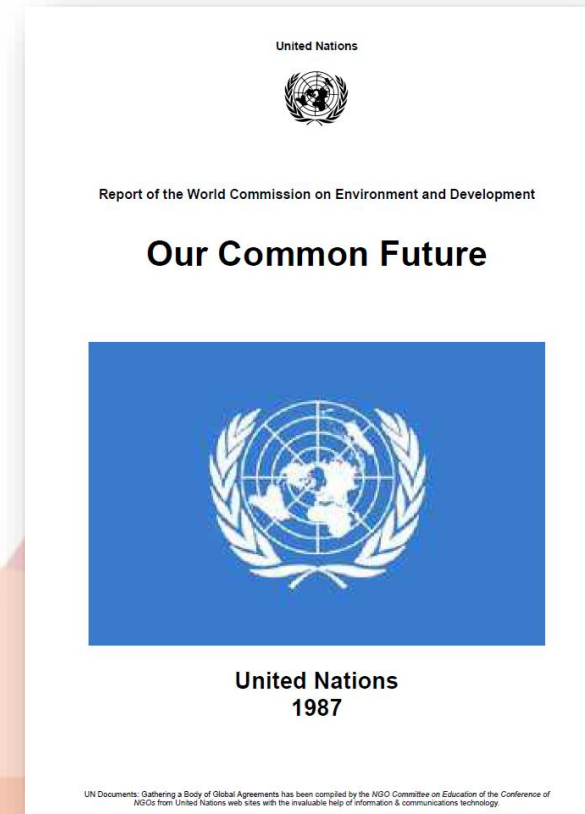 United Nations
Report of the World Commission on Environment and Development
Our Common Future
United Nations
1987
UN Documents: Gathering a Body of Global Agreements has been compiled by the NGO Committee on Education of the Conference of
NGOs from United Nations web sites with the invaluable help of information & communications technology.